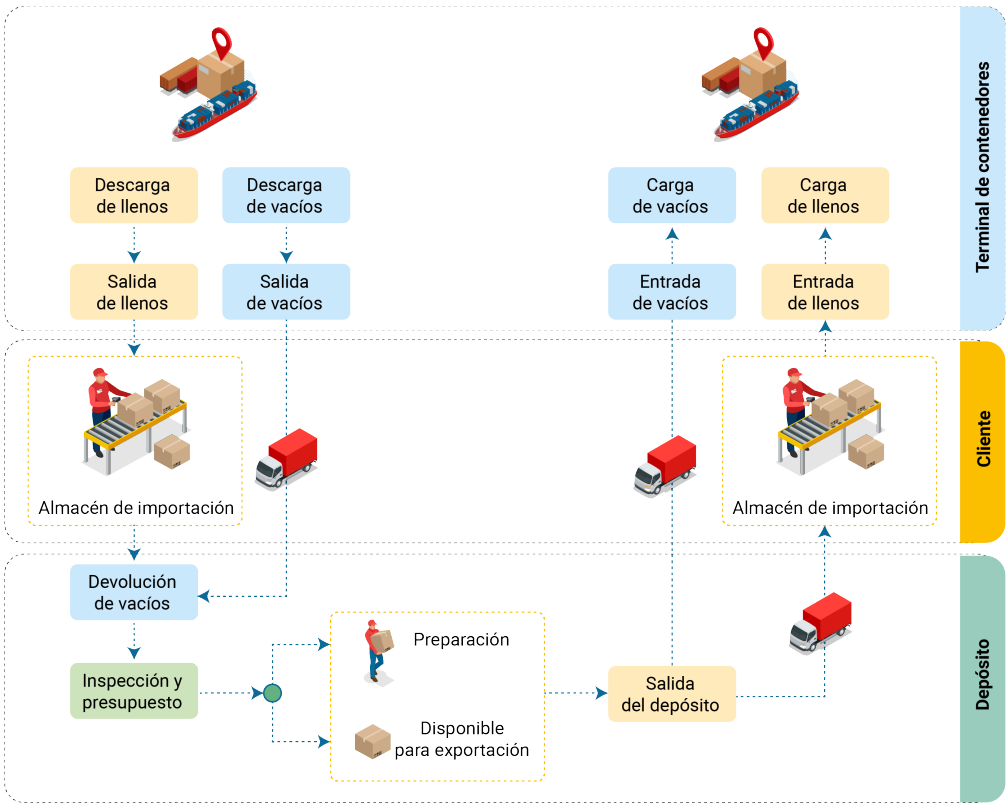 Descarga
de llenos
Descarga
de vacíos
Carga
de vacíos
Carga
de llenos
Salida
de llenos
Salida
de vacíos
Entrada
de vacíos
Entrada
de llenos
Terminal de contenedores
Almacén de importación
Almacén de importación
Cliente
Devolución
de vacíos
Inspección y
presupuesto
Preparación
Disponible
para exportación
Salida
del depósito
Depósito